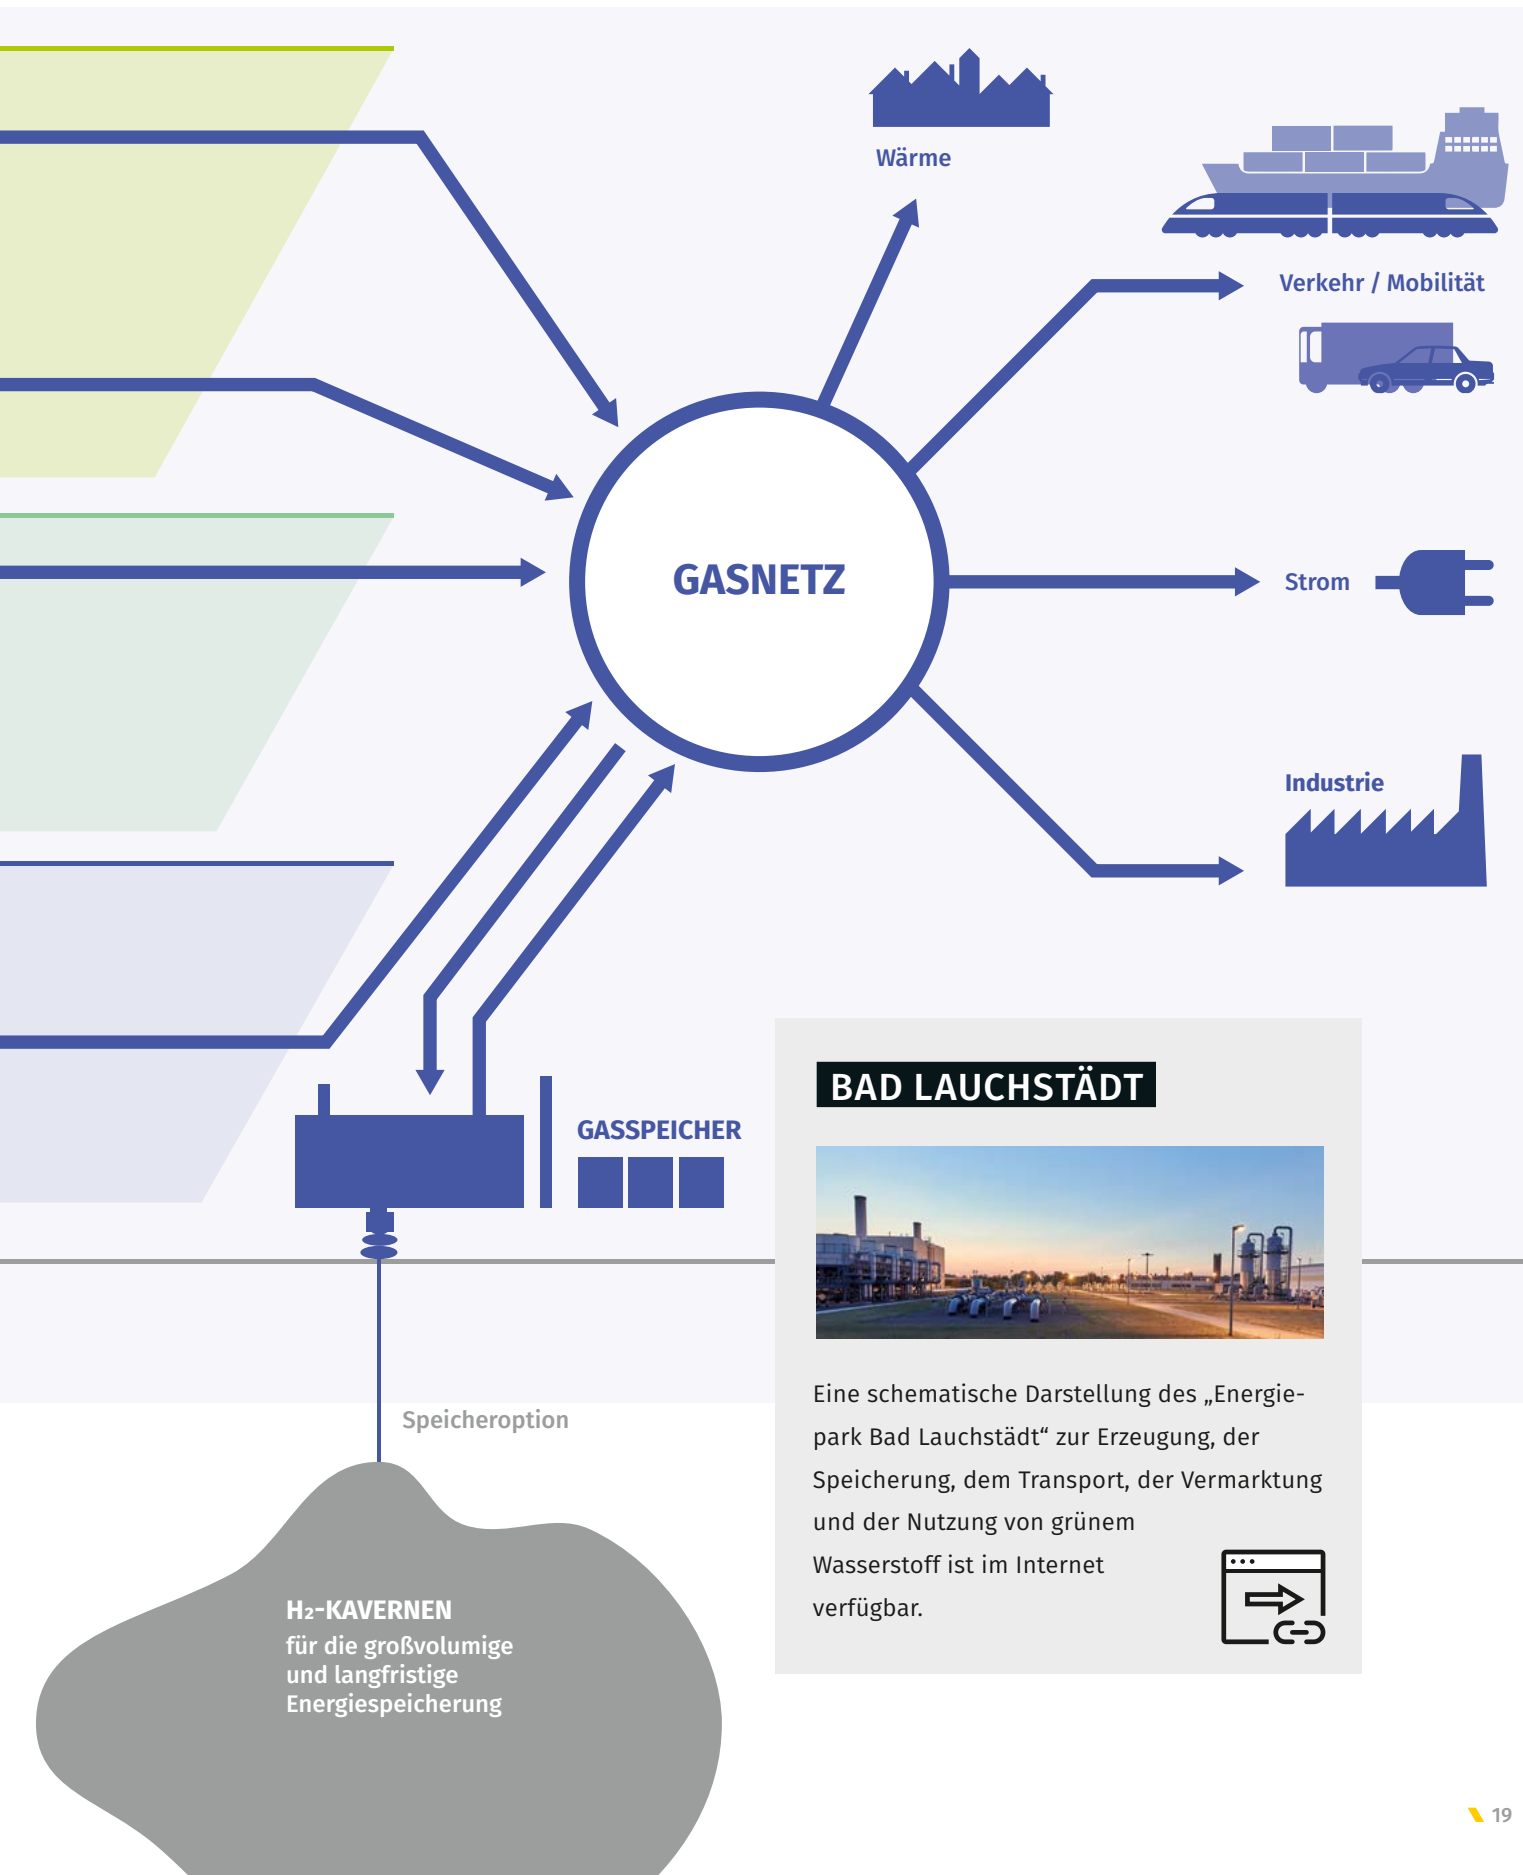 Wärme
Verkehr / Mobilität
GASNETZ
Strom
Industrie
GASSPEICHER
Speicheroption
H₂-KAVERNEN
für die großvolumige
und langfristige
Energiespeicherung
BAD LAUCHSTÄDT
Eine schematische Darstellung des „Energie-
park Bad Lauchstädt“ zur Erzeugung, der
Speicherung, dem Transport, der Vermarktung
und der Nutzung von grünem
Wasserstoff ist im Internet
verfügbar.
19